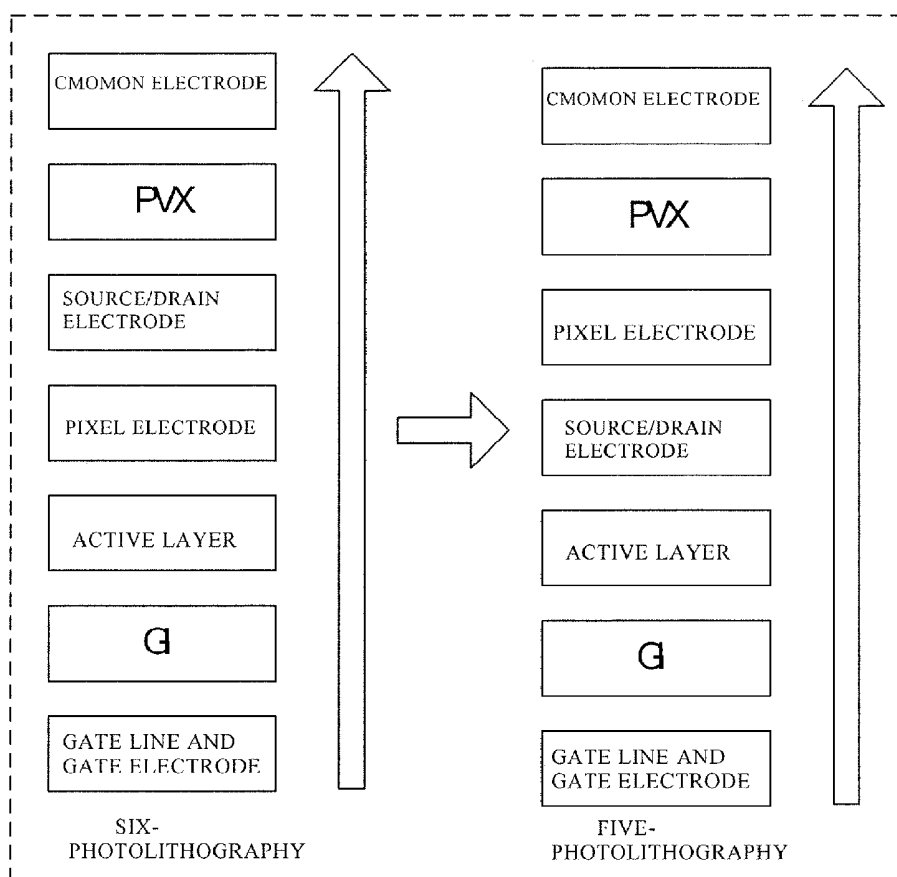 CMOMON ELECTRODE
PVX
SOURCE/DRAIN
ELECTRODE
PIXEL ELECTRODE
ACTIVE LAYER
GI
GATE LINE AND
GATE ELECTRODE
SIX-
PHOTOLITHOGRAPHY
CMOMON ELECTRODE
PVX
PIXEL ELECTRODE
SOURCE/DRAIN
ELECTRODE
ACTIVE LAYER
GI
GATE LINE AND
GATE ELECTRODE
FIVE-
PHOTOLITHOGRAPHY